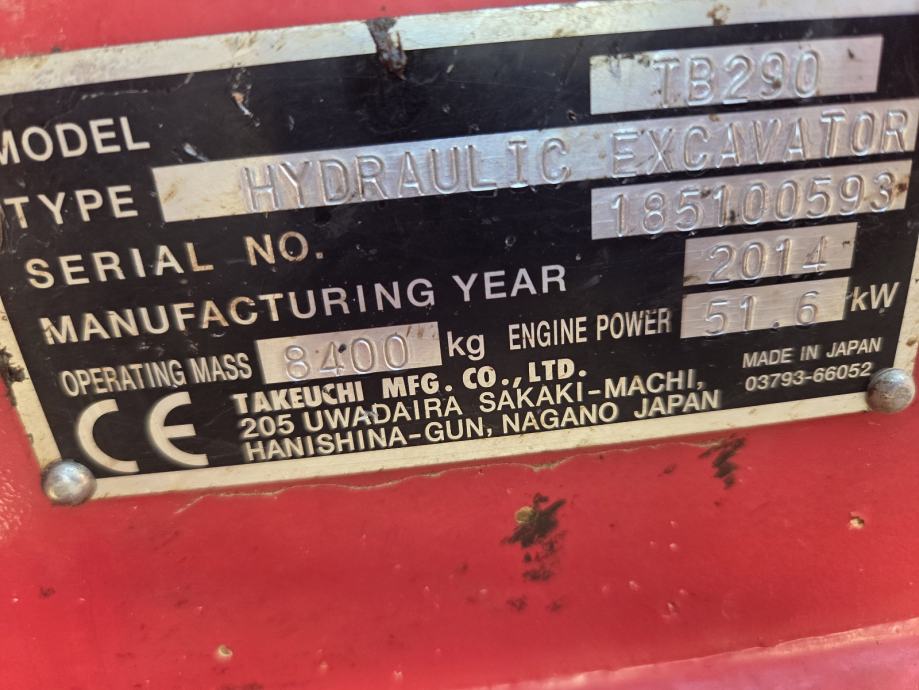 MODEL TB290
TYPE HYDRAULIC EXCAVATOR
SERIAL NO. 185100593
MANUFACTURING YEAR 2014
OPERATING MASS 8400 kg ENGINE POWER 51.6 kW
CE
TAKEUCHI MFG. CO., LTD.
205 UWADAIRA SAKAKI-MACHI,
HANISHINA-GUN, NAGANO JAPAN
MADE IN JAPAN
03793-66052